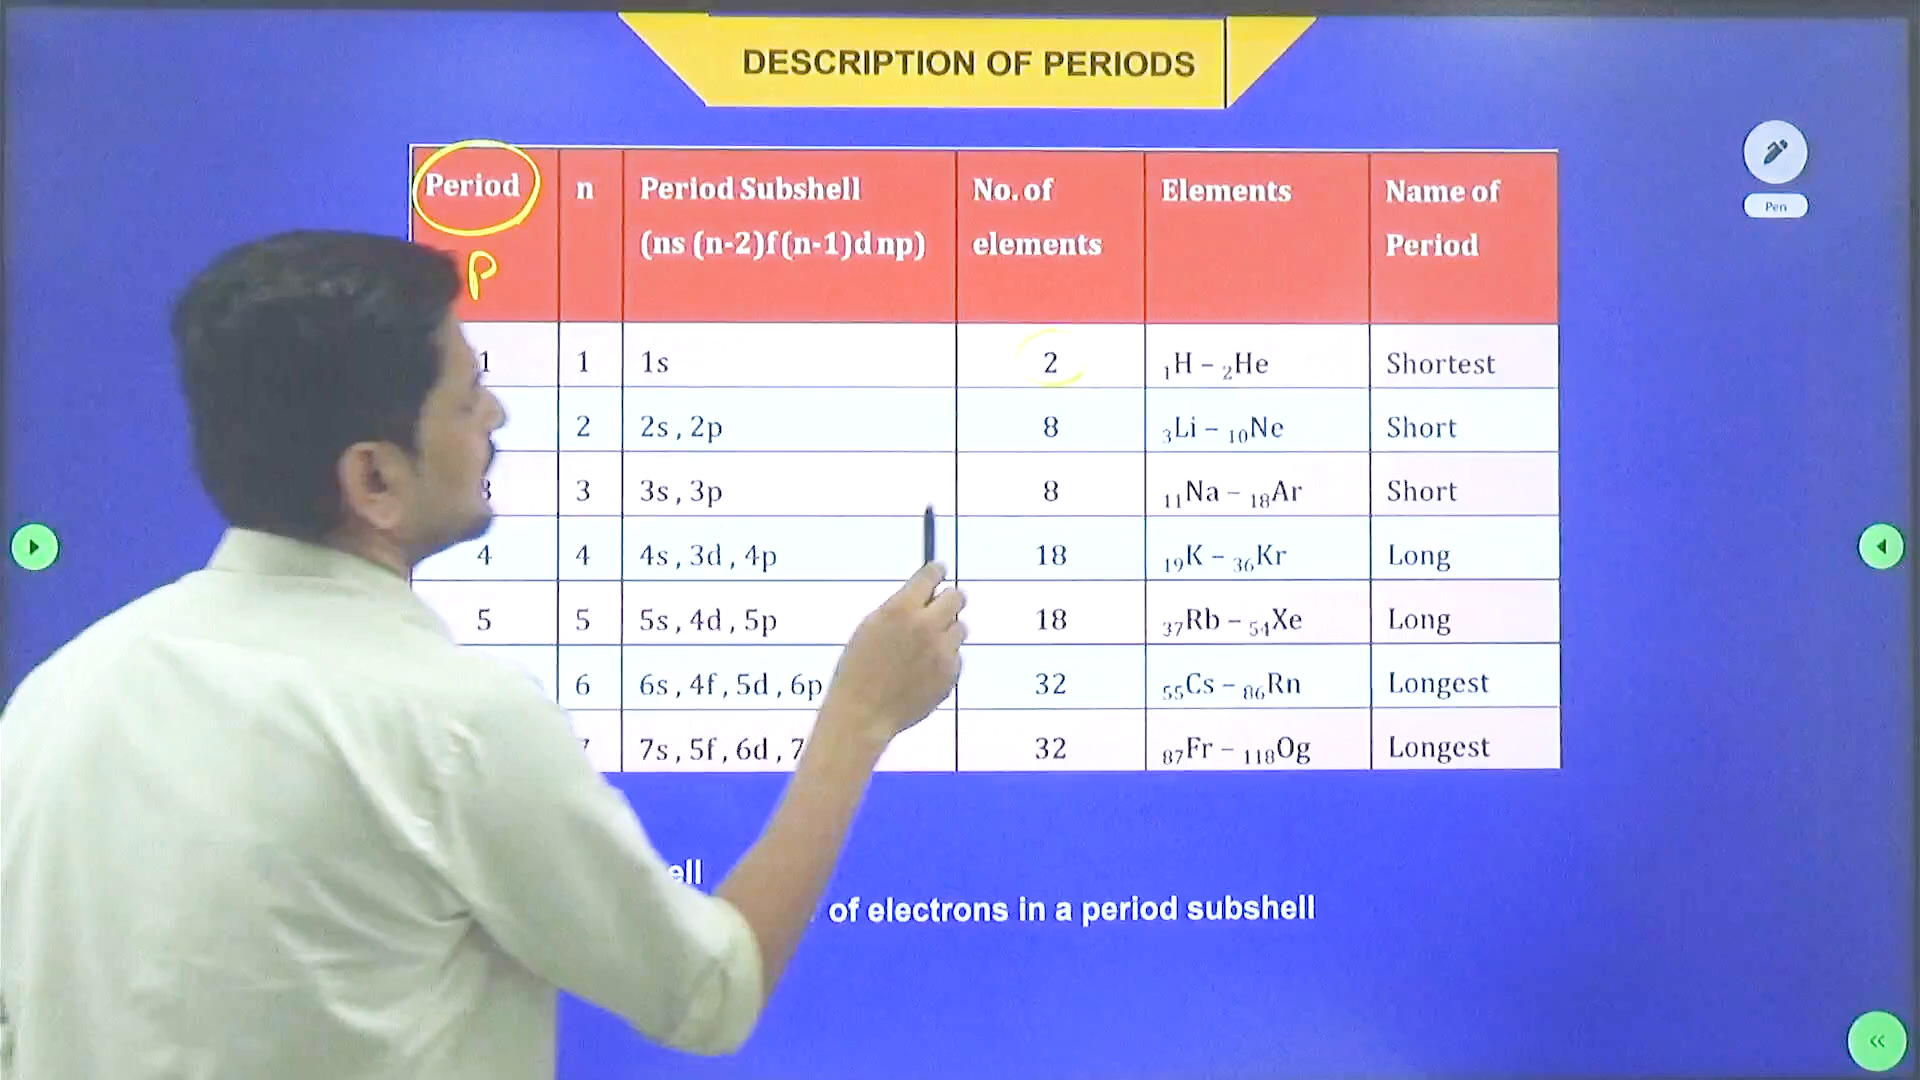 DESCRIPTION OF PERIODS
Period n Period Subshell No. of Elements Name of
(ns (n-2)f(n-1)d np) elements Period
P
1 1 1s 2 ₁H – ₂He Shortest
2 2s , 2p 8 ₃Li – ₁₀Ne Short
3 3 3s , 3p 8 ₁₁Na – ₁₈Ar Short
4 4 4s , 3d , 4p 18 ₁₉K – ₃₆Kr Long
5 5 5s , 4d , 5p 18 ₃₇Rb – ₅₄Xe Long
6 6s , 4f , 5d , 6p 32 ₅₅Cs – ₈₆Rn Longest
7 7s , 5f , 6d , 7 32 ₈₇Fr – ₁₁₈Og Longest
ell
of electrons in a period subshell
Pen